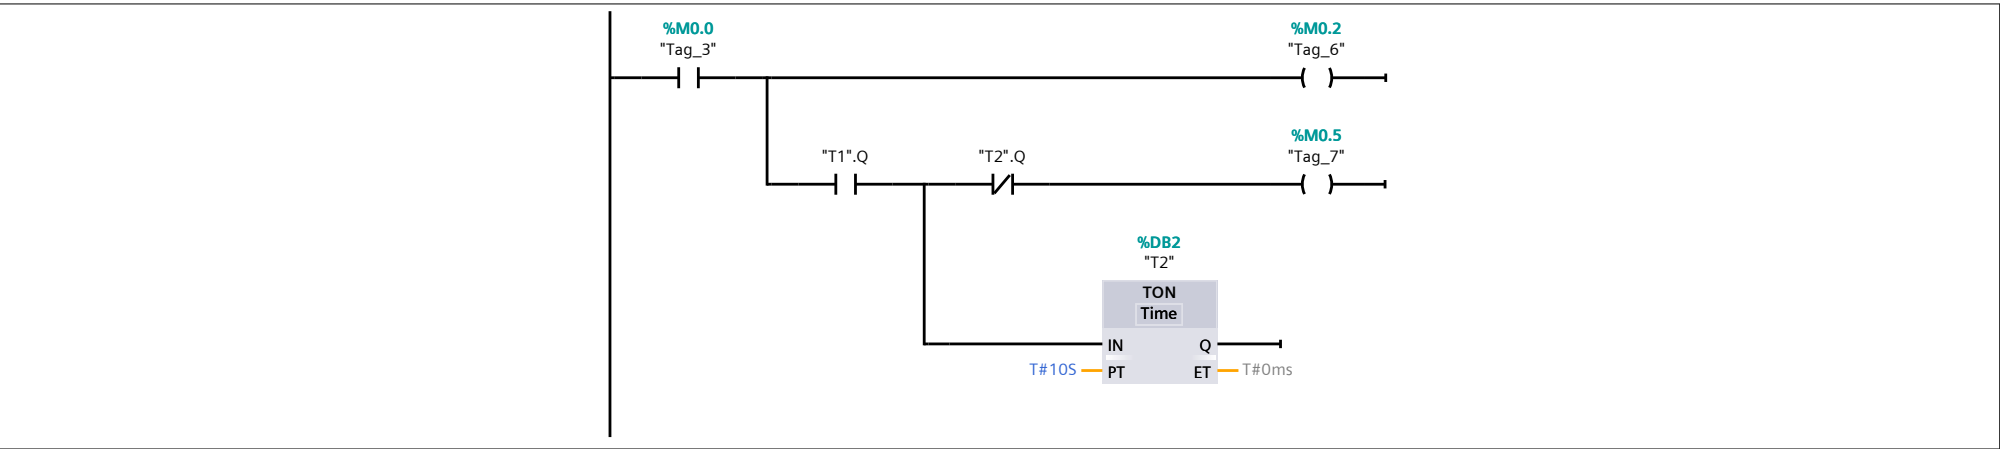 %M0.0
"Tag_3"
%M0.2
"Tag_6"
"T1".Q
"T2".Q
%M0.5
"Tag_7"
%DB2
"T2"
TON
Time
IN
Q
T#10S
PT
ET
T#0ms